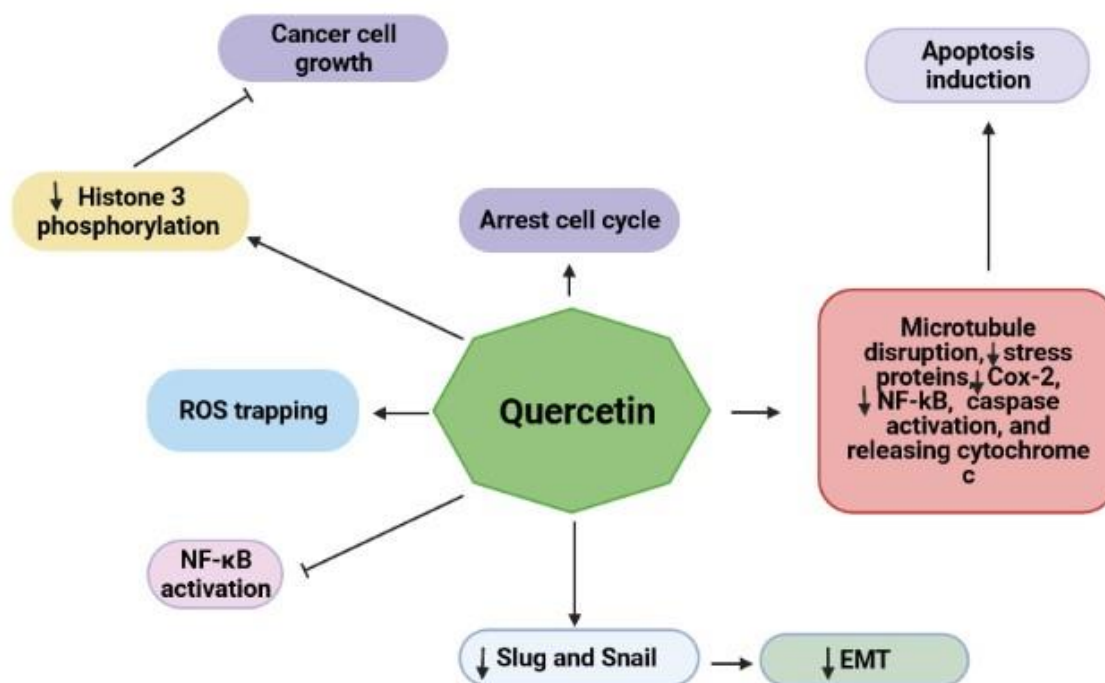 Cancer cell
growth
Apoptosis
induction
↓ Histone 3
phosphorylation
Arrest cell cycle
Microtubule
disruption,↓stress
proteins,↓Cox-2,
↓NF-kB, caspase
activation, and
releasing cytochrome
c
ROS trapping
Quercetin
NF-κB
activation
↓ Slug and Snail
↓EMT